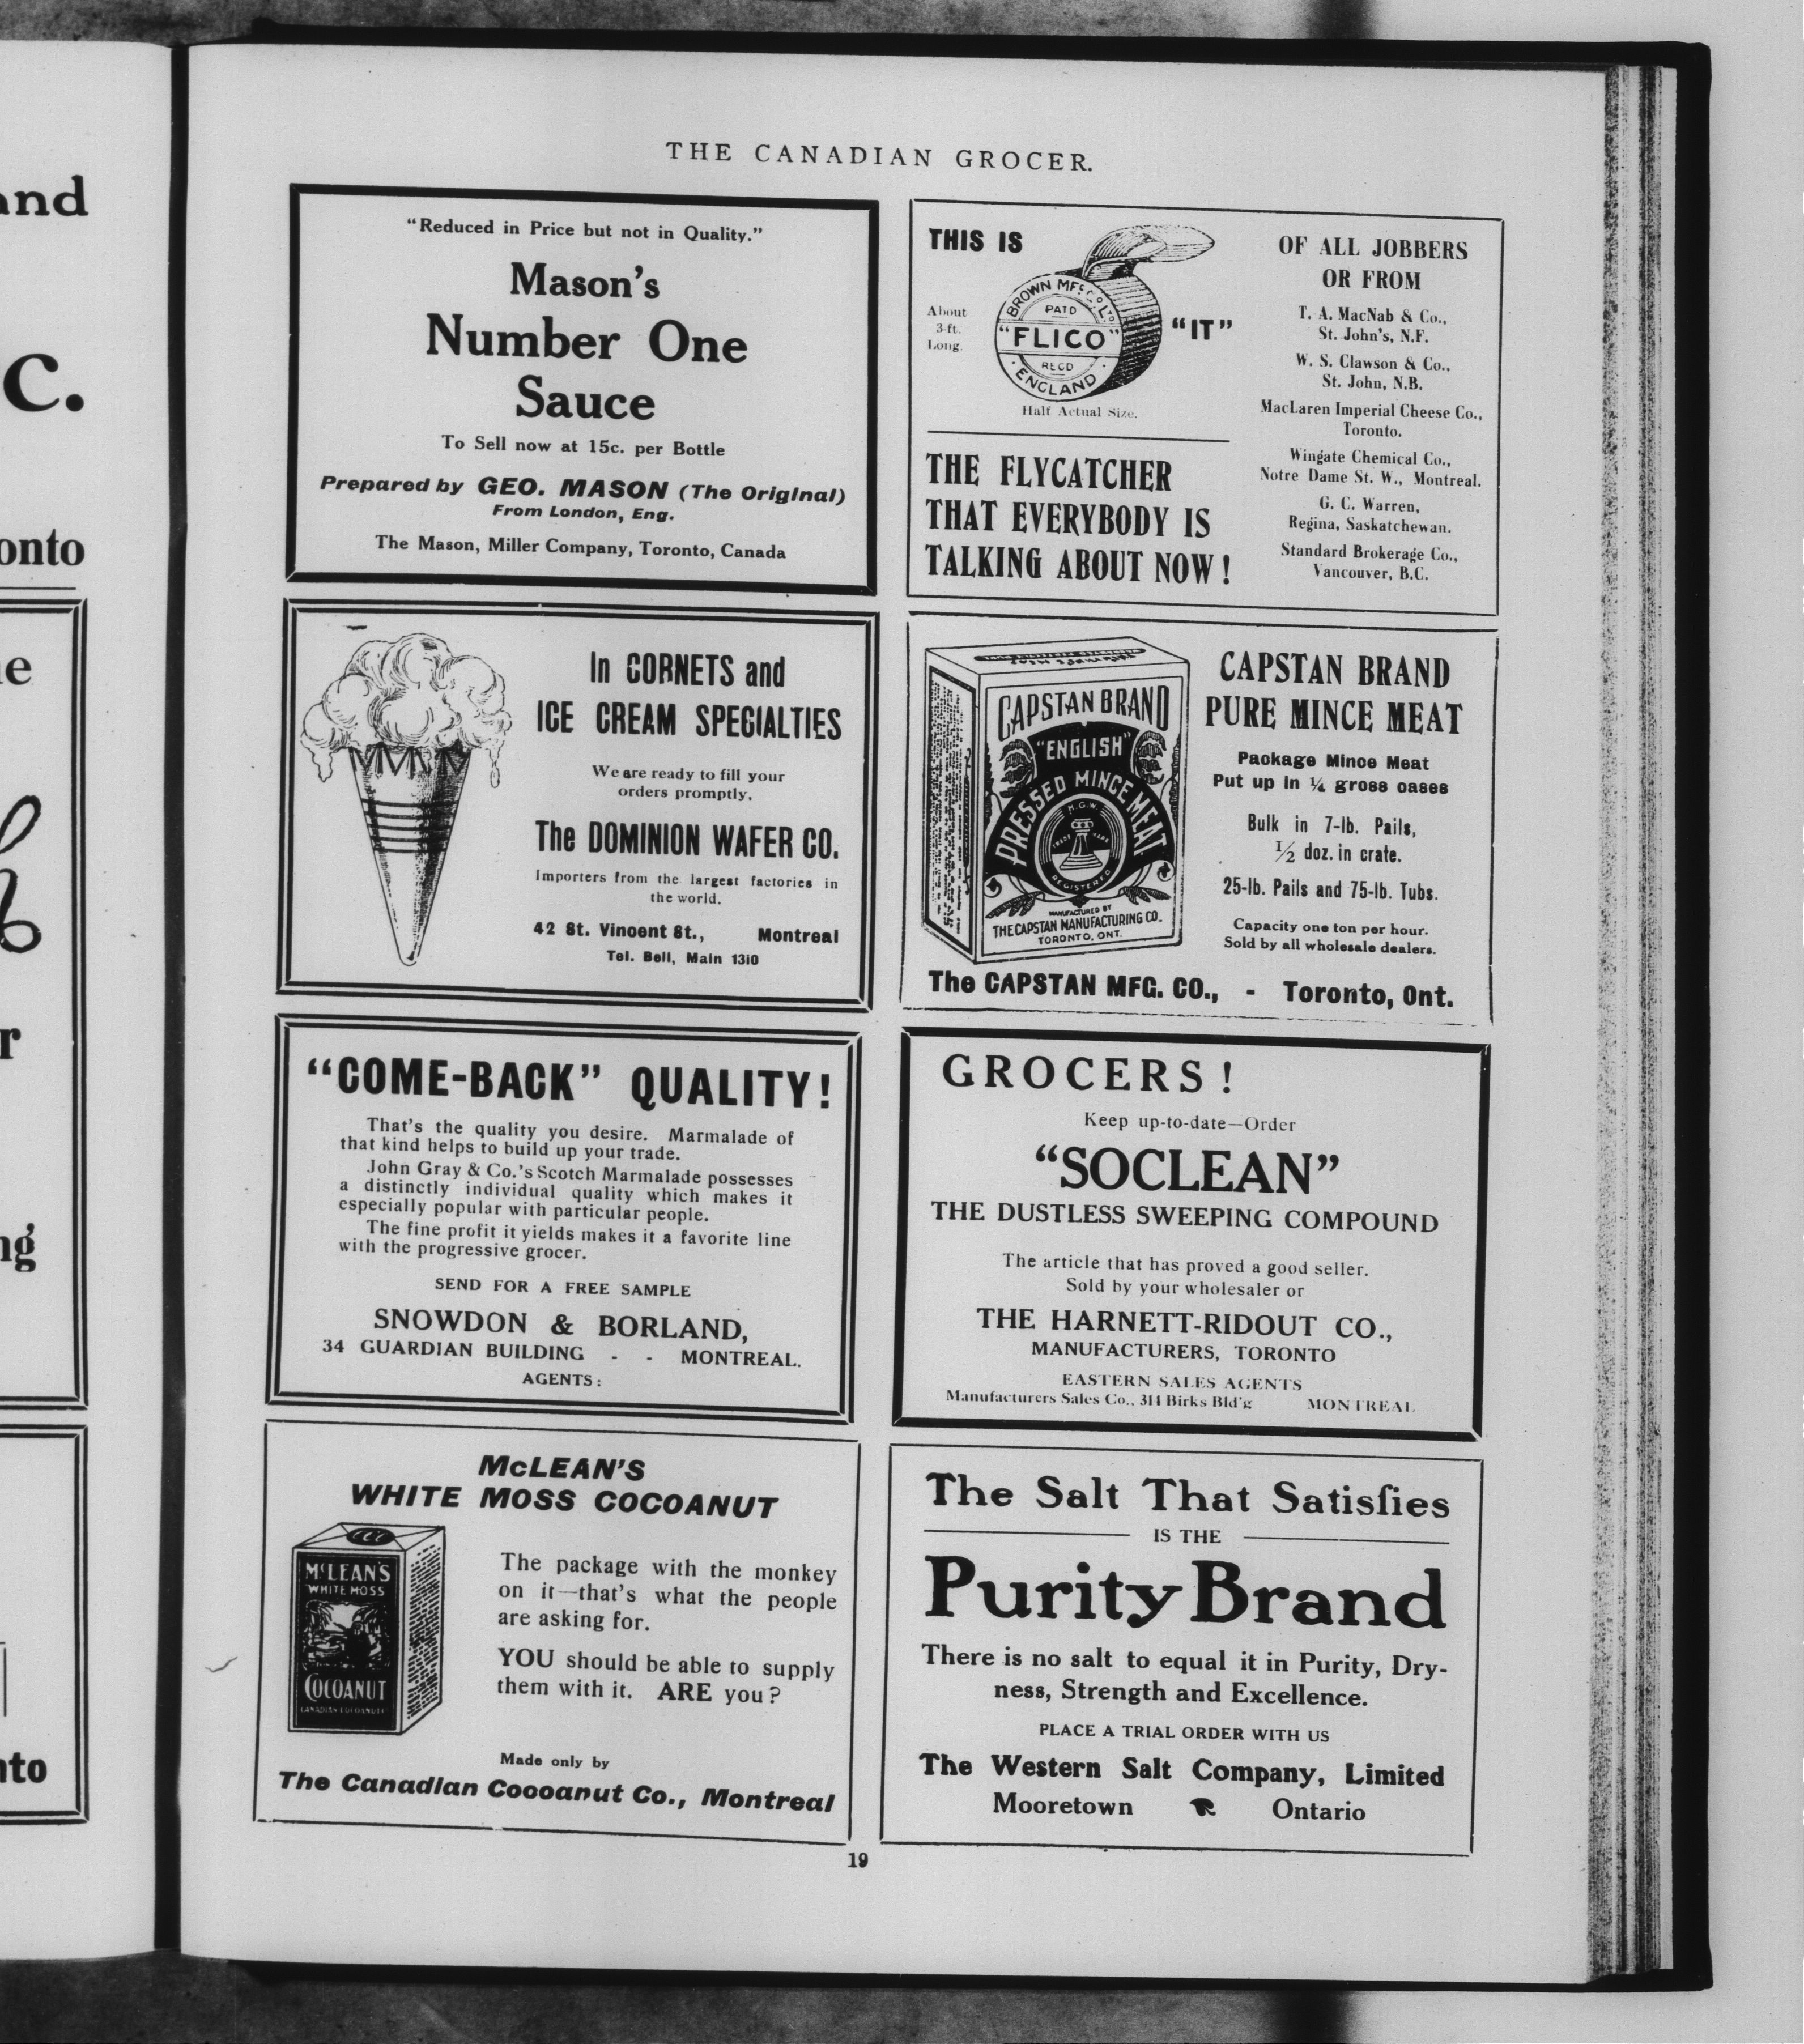 and
c.
onto
e
r
ng
nto
THE CANADIAN GROCER.
"Reduced in Price but not in Quality."
Mason's
Number One
Sauce
To Sell now at 15c. per Bottle
Prepared by GEO. MASON (The Original)
From London, Eng.
The Mason, Miller Company, Toronto, Canada
THIS IS
About
3-ft.
Long.
BROWN MFG CO LTD
PATD
"FLICO"
REGD
ENGLAND
"IT"
Half Actual Size.
THE FLYCATCHER
THAT EVERYBODY IS
TALKING ABOUT NOW!
OF ALL JOBBERS
OR FROM
T. A. MacNab & Co.,
St. John's, N.F.
W. S. Clawson & Co.,
St. John, N.B.
MacLaren Imperial Cheese Co.,
Toronto.
Wingate Chemical Co.,
Notre Dame St. W., Montreal.
G. C. Warren,
Regina, Saskatchewan.
Standard Brokerage Co.,
Vancouver, B.C.
In CORNETS and
ICE CREAM SPECIALTIES
We are ready to fill your
orders promptly,
The DOMINION WAFER CO.
Importers from the largest factories in
the world.
42 St. Vincent St., Montreal
Tel. Bell, Main 1310
CAPSTAN BRAND
"ENGLISH"
PRESSED MINCE MEAT
H.G.W.
TRADE MARK
REGISTERED
MANUFACTURED BY
THE CAPSTAN MANUFACTURING CO.
TORONTO, ONT.
CAPSTAN BRAND
PURE MINCE MEAT
Package Mince Meat
Put up in ¼ gross cases
Bulk in 7-lb. Pails,
½ doz. in crate.
25-lb. Pails and 75-lb. Tubs.
Capacity one ton per hour.
Sold by all wholesale dealers.
The CAPSTAN MFG. CO., - Toronto, Ont.
"COME-BACK" QUALITY!
That's the quality you desire. Marmalade of
that kind helps to build up your trade.
John Gray & Co.'s Scotch Marmalade possesses
a distinctly individual quality which makes it
especially popular with particular people.
The fine profit it yields makes it a favorite line
with the progressive grocer.
SEND FOR A FREE SAMPLE
SNOWDON & BORLAND,
34 GUARDIAN BUILDING - - MONTREAL.
AGENTS:
GROCERS!
Keep up-to-date—Order
"SOCLEAN"
THE DUSTLESS SWEEPING COMPOUND
The article that has proved a good seller.
Sold by your wholesaler or
THE HARNETT-RIDOUT CO.,
MANUFACTURERS, TORONTO
EASTERN SALES AGENTS
Manufacturers Sales Co., 314 Birks Bld'g MONTREAL
McLEAN'S
WHITE MOSS COCOANUT
McLEAN'S
WHITE MOSS
COCOANUT
The package with the monkey
on it—that's what the people
are asking for.
YOU should be able to supply
them with it. ARE you?
Made only by
The Canadian Cocoanut Co., Montreal
The Salt That Satisfies
IS THE
Purity Brand
There is no salt to equal it in Purity, Dry-
ness, Strength and Excellence.
PLACE A TRIAL ORDER WITH US
The Western Salt Company, Limited
Mooretown Ontario
19